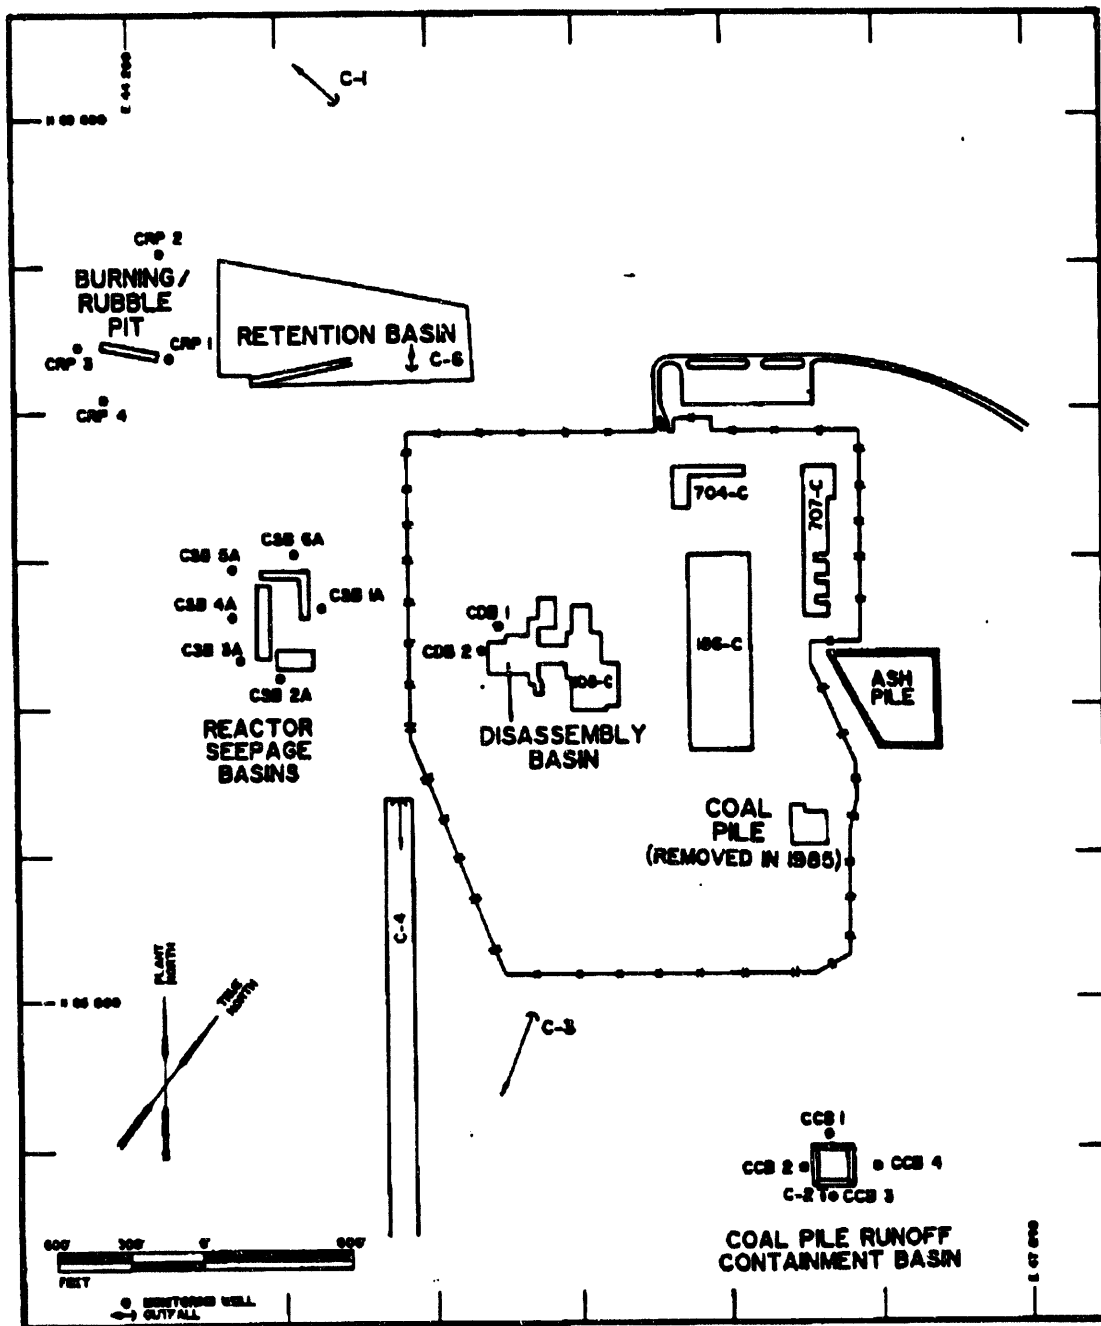 C-1
CRP 2
BURNING/
RUBBLE
PIT
RETENTION BASIN
CRP 1
CRP 3
C-6
CRP 4
704-C
707-C
CSB 6A
CSB 5A
CSB 1A
CSB 4A
CDB 1
CSB 3A
CDB 2
186-C
CSB 2A
105-C
ASH
PILE
REACTOR
SEEPAGE
BASINS
DISASSEMBLY
BASIN
COAL
PILE
(REMOVED IN 1985)
C-4
PLANT
NORTH
TRUE
NORTH
CCB 1
CCB 2
CCB 4
C-2
CCB 3
COAL PILE RUNOFF
CONTAINMENT BASIN
600'
300'
0'
FEET
MONITORING WELL
OUTFALL